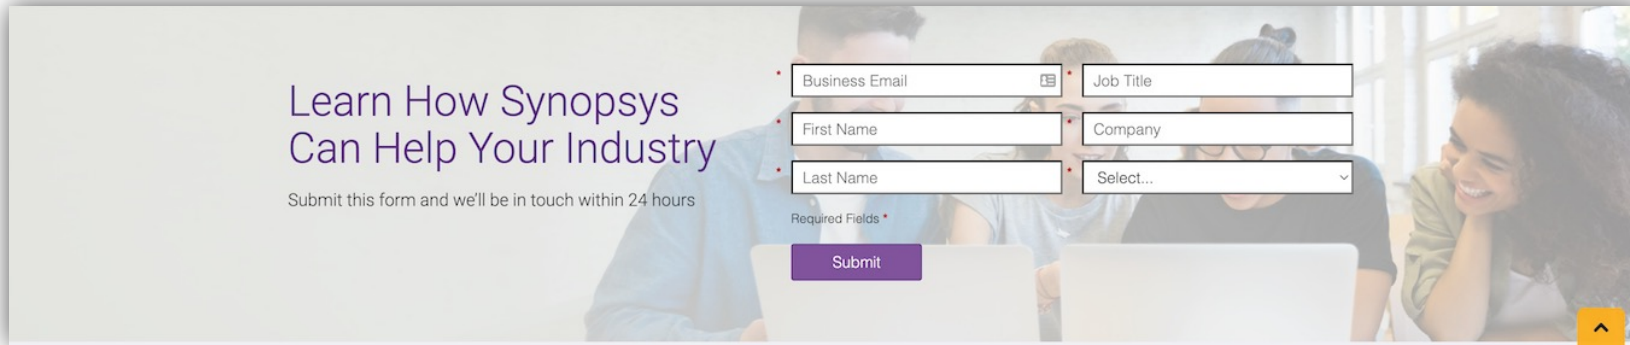 Learn How Synopsys
Can Help Your Industry
Submit this form and we'll be in touch within 24 hours
* Business Email
* Job Title
* First Name
* Company
* Last Name
* Select...
Required Fields *
Submit